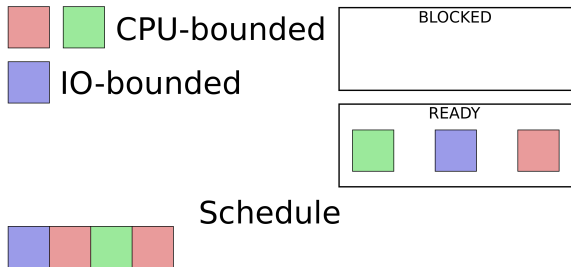 CPU-bounded
IO-bounded
BLOCKED
READY
Schedule